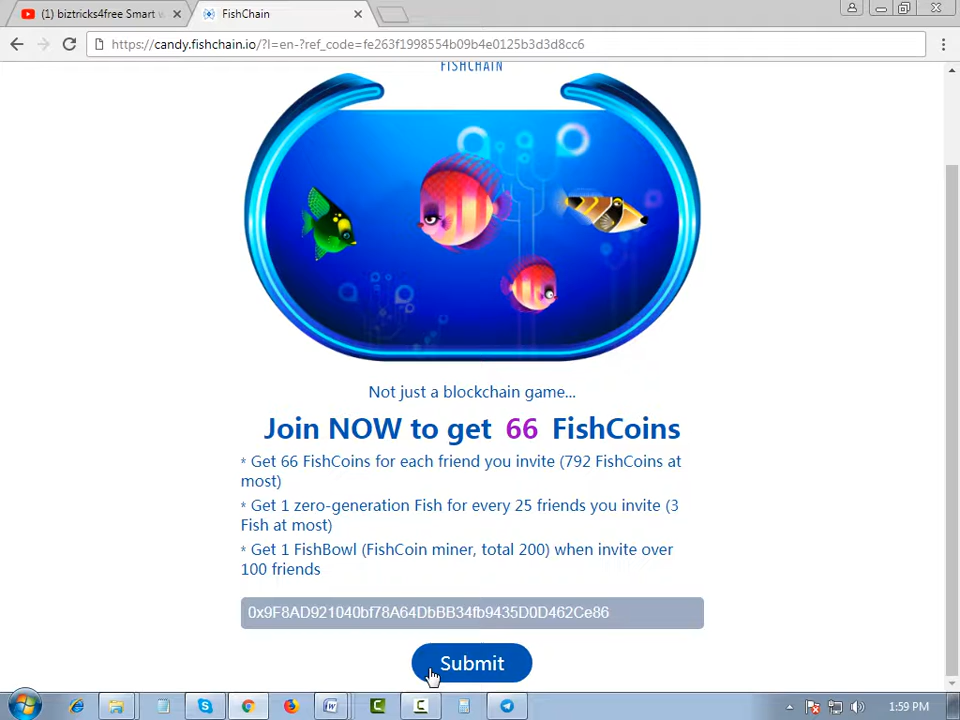 (1) biztricks4free Smart w
FishChain
https://candy.fishchain.io/?l=en-?ref_code=fe263f1998554b09b4e0125b3d3d8cc6
FISHCHAIN
Not just a blockchain game...
Join NOW to get 66 FishCoins
* Get 66 FishCoins for each friend you invite (792 FishCoins at
most)
* Get 1 zero-generation Fish for every 25 friends you invite (3
Fish at most)
* Get 1 FishBowl (FishCoin miner, total 200) when invite over
100 friends
0x9F8AD921040bf78A64DbBB34fb9435D0D462Ce86
Submit
1:59 PM